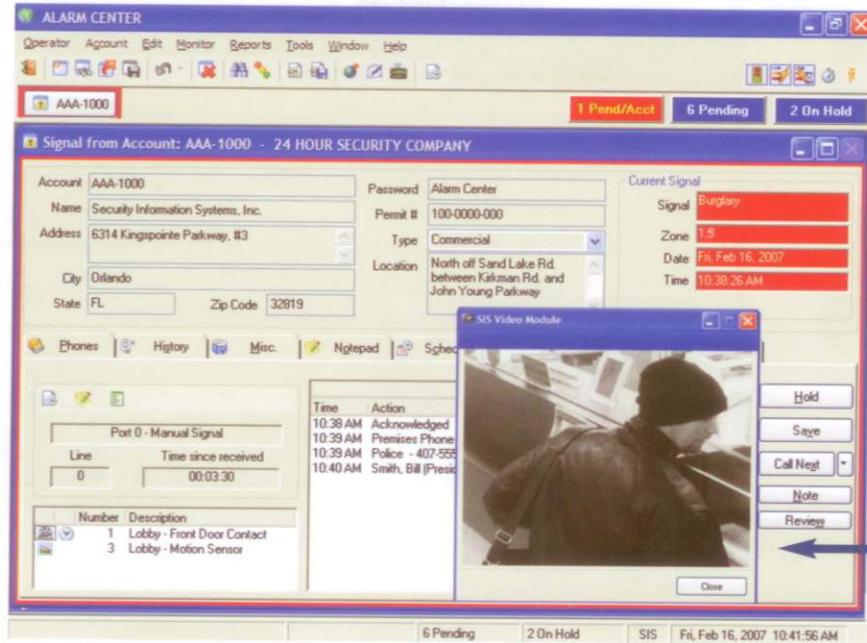 ALARM CENTER
Operator Account Edit Monitor Reports Tools Window Help
AAA-1000
1 Pend/Acct 6 Pending 2 On Hold
Signal from Account: AAA-1000 - 24 HOUR SECURITY COMPANY
Account AAA-1000
Name Security Information Systems, Inc.
Address 6314 Kingspointe Parkway, #3
City Orlando
State FL Zip Code 32819
Password Alarm Center
Permit # 100-0000-000
Type Commercial
Location North off Sand Lake Rd.
between Kirkman Rd. and
John Young Parkway
Current Signal
Signal Burglary
Zone
Date Fri, Feb 16, 2007
Time 10:38:26 AM
Phones History Misc. Notepad Sched
SIS Video Module
Port 0 - Manual Signal
Line Time since received
0 00:03:30
Number Description
1 Lobby - Front Door Contact
3 Lobby - Motion Sensor
Time Action
10:38 AM Acknowledged
10:39 AM Premises Phone
10:39 AM Police - 407-555
10:40 AM Smith, Bill (Presid
Close
Hold
Save
Call Next
Note
Review
6 Pending 2 On Hold SIS Fri, Feb 16, 2007 10:41:56 AM